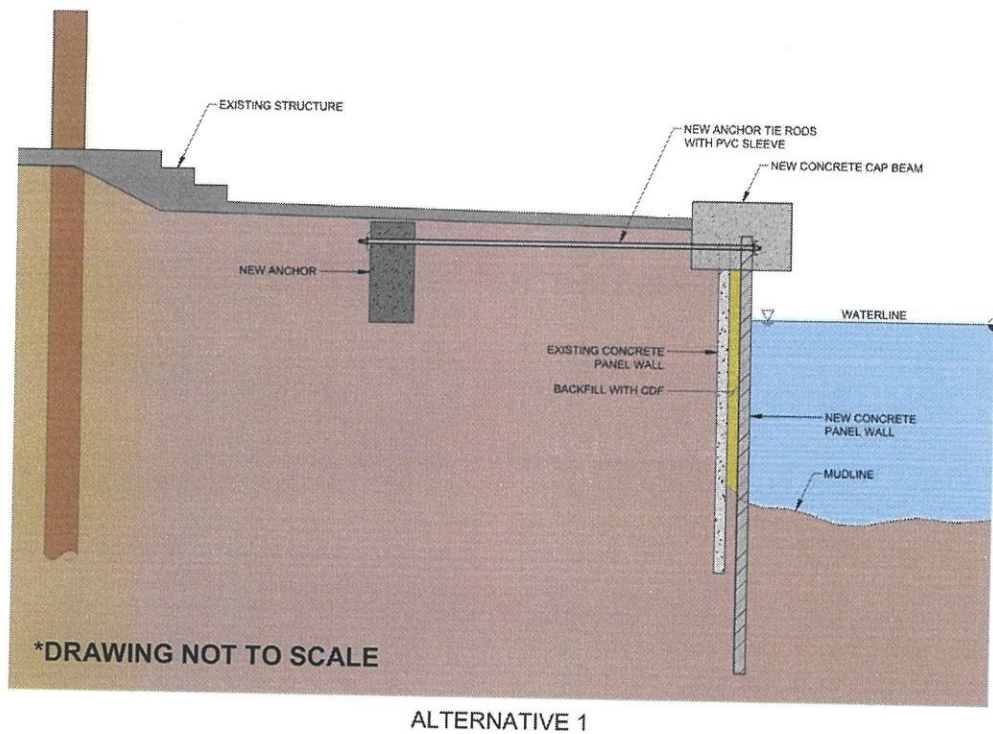 EXISTING STRUCTURE
NEW ANCHOR TIE RODS
WITH PVC SLEEVE
NEW CONCRETE CAP BEAM
NEW ANCHOR
WATERLINE
EXISTING CONCRETE
PANEL WALL
BACKFILL WITH CDF
NEW CONCRETE
PANEL WALL
MUDLINE
*DRAWING NOT TO SCALE
ALTERNATIVE 1